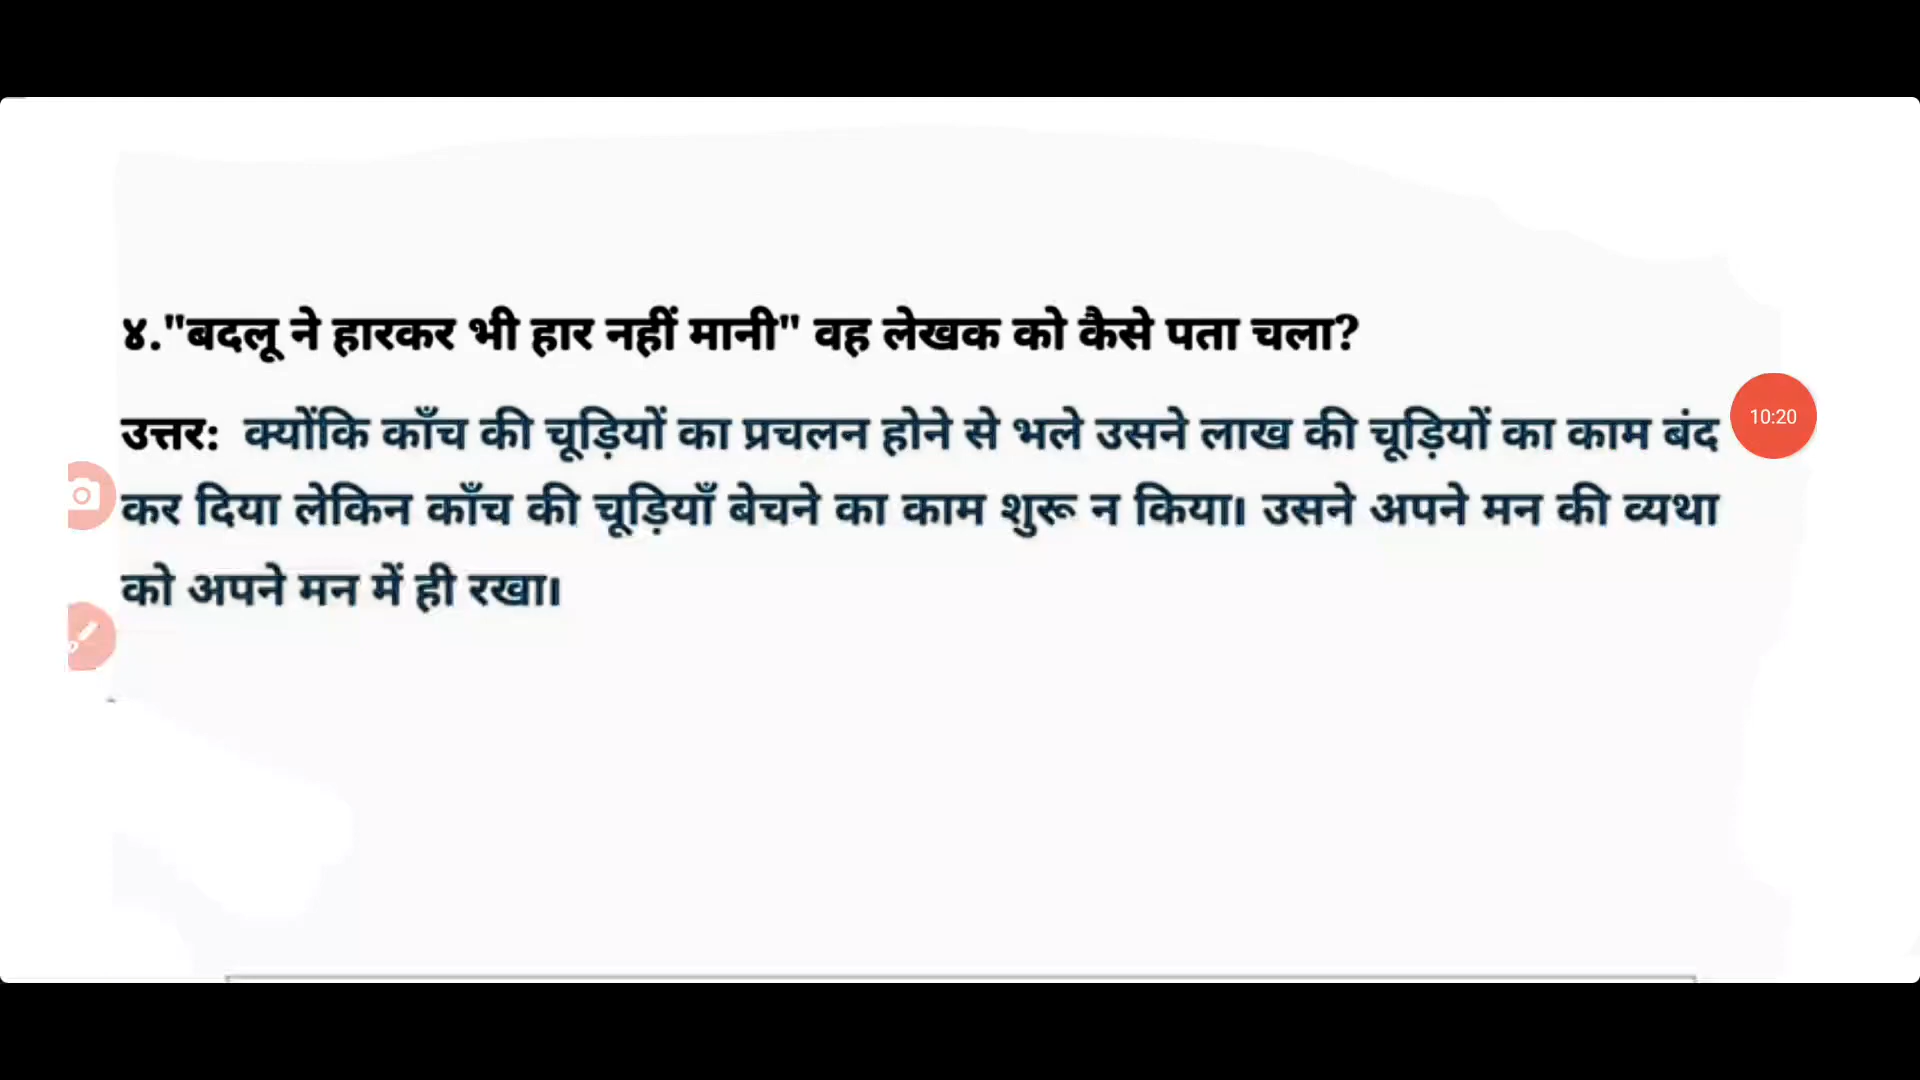 ४."बदलू ने हारकर भी हार नहीं मानी" वह लेखक को कैसे पता चला?
उत्तर: क्योंकि काँच की चूड़ियों का प्रचलन होने से भले उसने लाख की चूड़ियों का काम बंद
10:20
कर दिया लेकिन काँच की चूड़ियाँ बेचने का काम शुरू न किया। उसने अपने मन की व्यथा
को अपने मन में ही रखा।